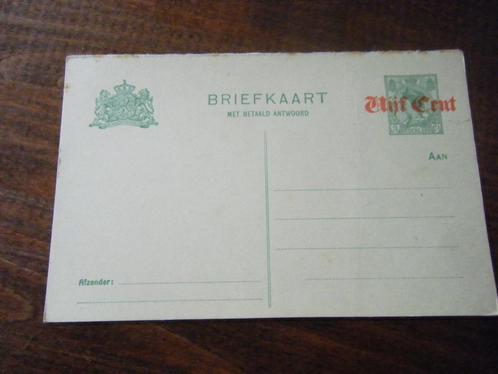 BRIEFKAART
MET BETAALD ANTWOORD
Vijf Cent
AAN
Afzender: